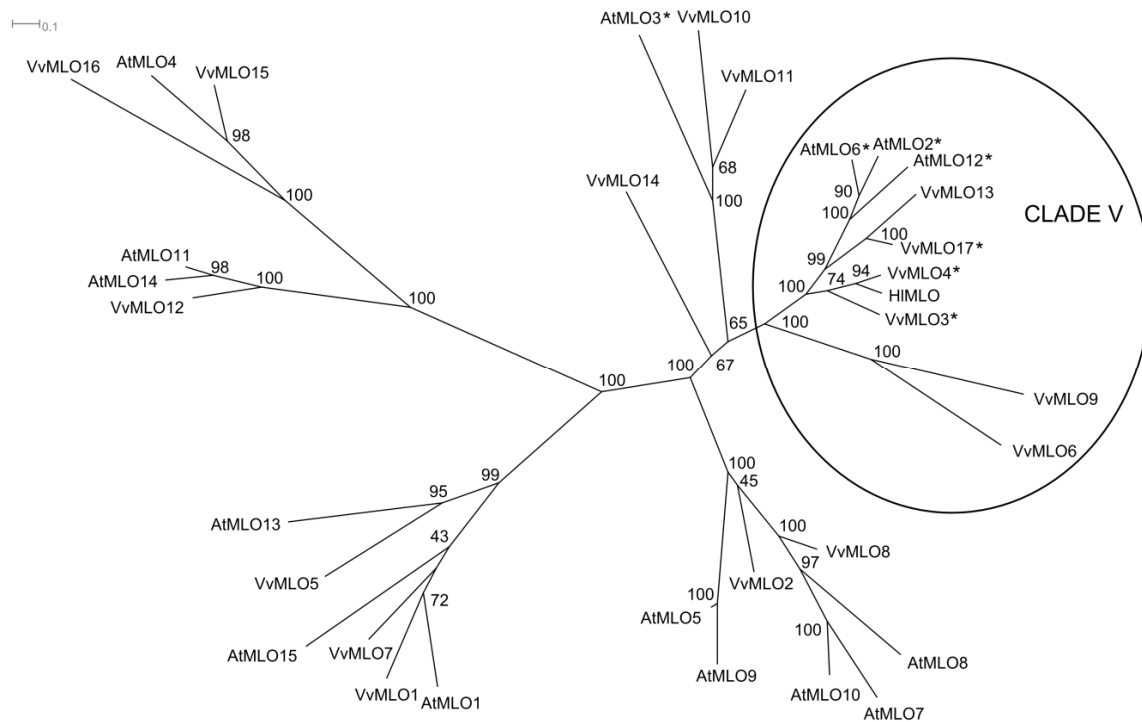 0.1
VvMLO16
AtMLO4
VvMLO15
98
100
AtMLO11
AtMLO14
VvMLO12
98
100
100
100
AtMLO3*
VvMLO10
VvMLO11
68
100
VvMLO14
65
67
100
CLADE V
AtMLO6*
AtMLO2*
AtMLO12*
VvMLO13
90
100
99
100
VvMLO17*
94
VvMLO4*
74
HlMLO
100
VvMLO3*
100
100
VvMLO9
VvMLO6
99
95
AtMLO13
VvMLO5
43
72
AtMLO15
VvMLO7
VvMLO1
AtMLO1
100
45
100
VvMLO8
97
VvMLO2
100
AtMLO5
AtMLO9
100
AtMLO8
AtMLO10
AtMLO7